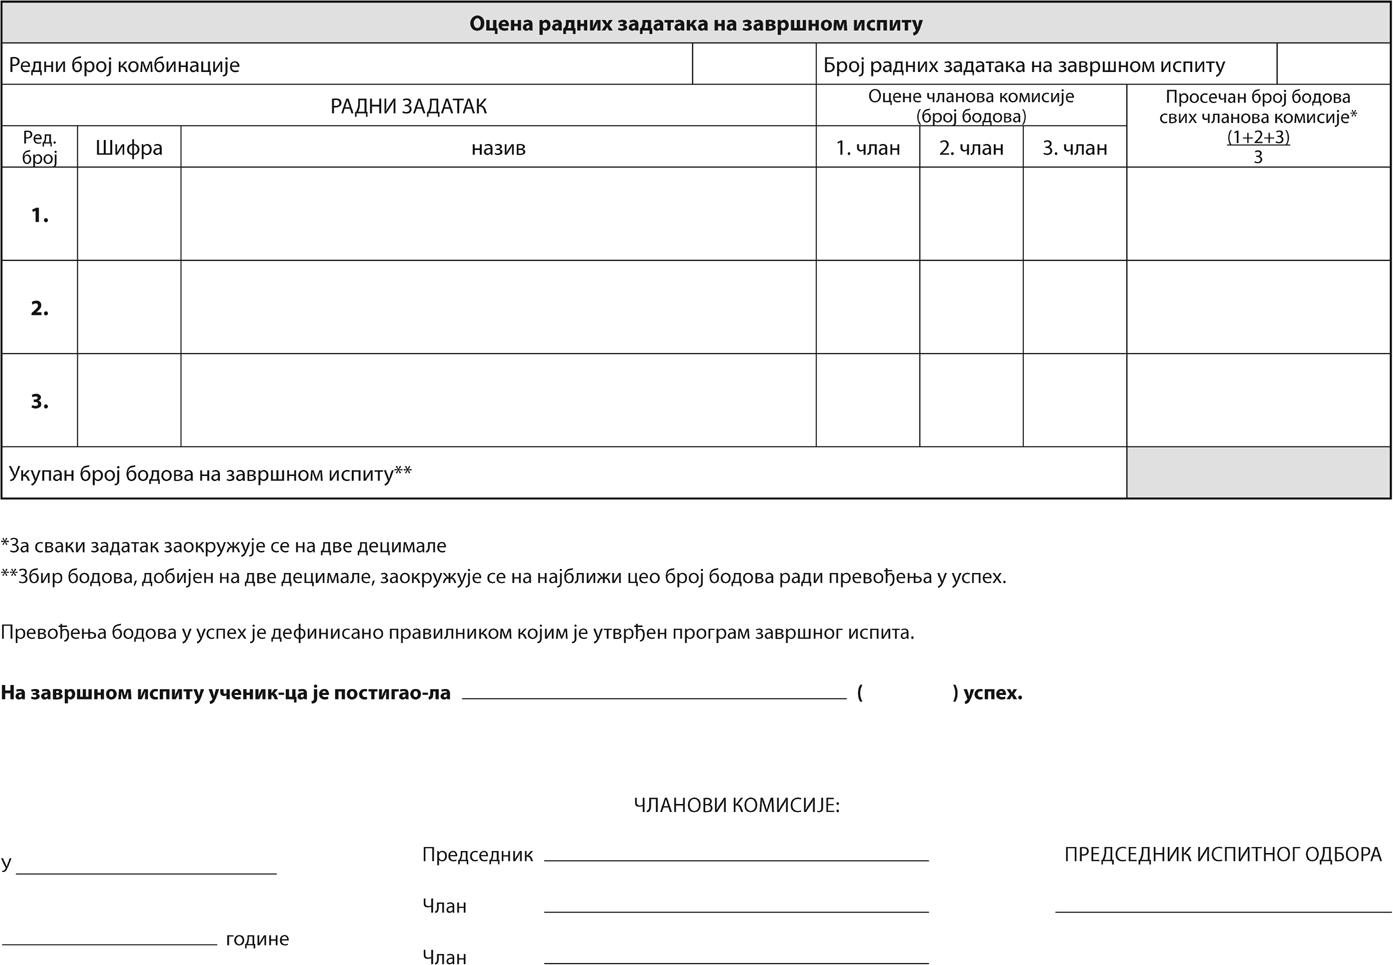 Оцена радних задатака на завршном испиту
Редни број комбинације
Број радних задатака на завршном испиту
РАДНИ ЗАДАТАК
Оцене чланова комисије
(број бодова)
Просечан број бодова
свих чланова комисије*
(1+2+3)
3
Ред.
број
Шифра
назив
1. члан
2. члан
3. члан
1.
2.
3.
Укупан број бодова на завршном испиту**
*За сваки задатак заокружује се на две децимале
**Збир бодова, добијен на две децимале, заокружује се на најближи цео број бодова ради превођења у успех.
Превођења бодова у успех је дефинисано правилником којим је утврђен програм завршног испита.
На завршном испиту ученик-ца је постигао-ла ( ) успех.
ЧЛАНОВИ КОМИСИЈЕ:
У
Председник
ПРЕДСЕДНИК ИСПИТНОГ ОДБОРА
Члан
године
Члан